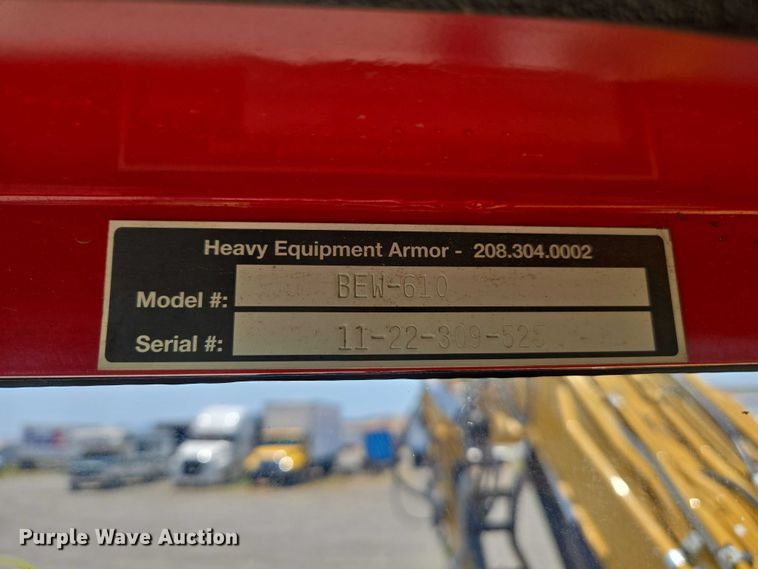 Heavy Equipment Armor - 208.304.0002
Model #: BEW-610
Serial #: 11-22-309-525
Purple Wave Auction